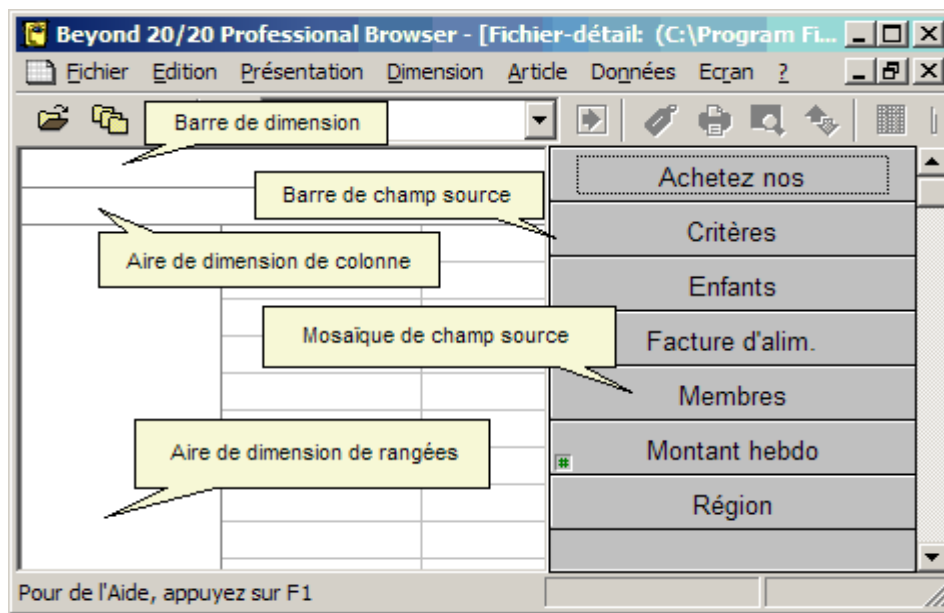 Beyond 20/20 Professional Browser - [Fichier-détail: (C:\Program Fi...
Fichier Edition Présentation Dimension Article Données Ecran ?
Barre de dimension
Achetez nos
Barre de champ source
Critères
Aire de dimension de colonne
Enfants
Mosaïque de champ source
Facture d'alim.
Membres
Aire de dimension de rangées
Montant hebdo
Région
Pour de l'Aide, appuyez sur F1